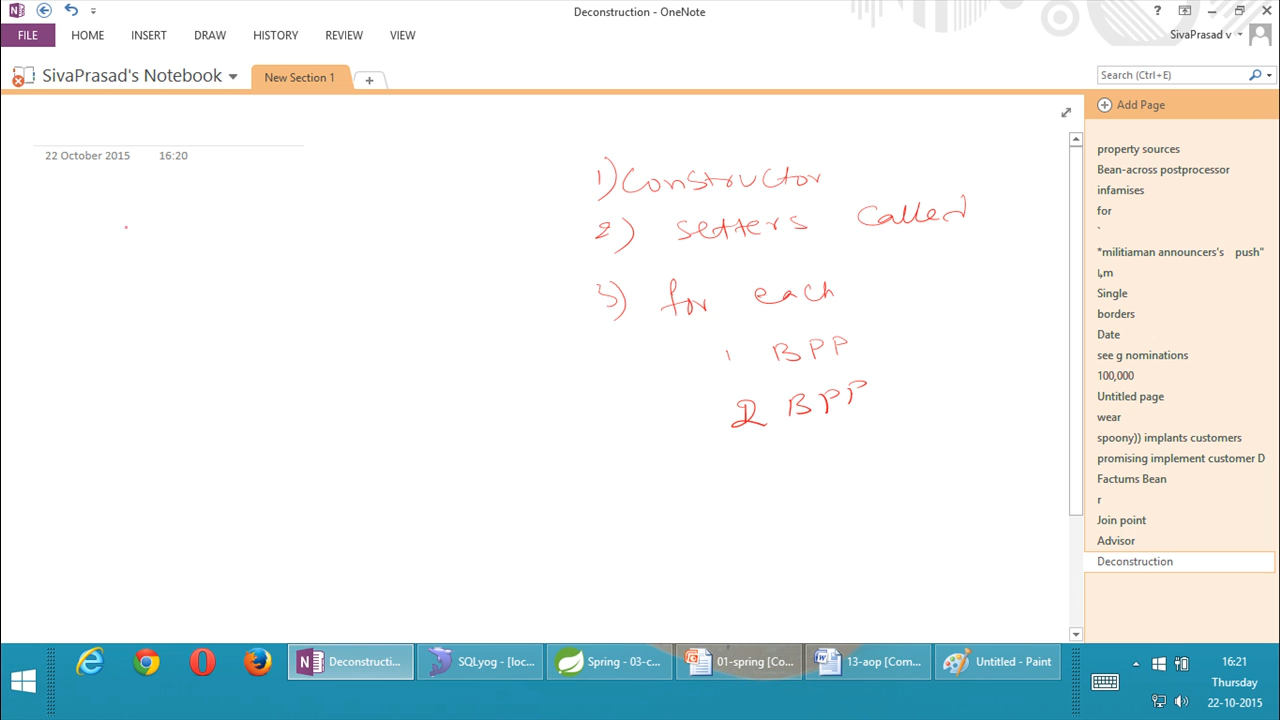 Deconstruction - OneNote
SivaPrasad v
FILE HOME INSERT DRAW HISTORY REVIEW VIEW
SivaPrasad's Notebook
New Section 1
Search (Ctrl+E)
Add Page
22 October 2015 16:20
1) Constructor
2) setters called
3) for each
1 BPP
2 BPP
property sources
Bean-across postprocessor
infamises
for
`
*militiaman announcers's push"
Single
borders
Date
see g nominations
100,000
Untitled page
wear
spoony)) implants customers
promising implement customer D
Factums Bean
r
Join point
Advisor
Deconstruction
Deconstructi...
SQLyog - [loc...
Spring - 03-c...
01-spring [Co...
13-aop [Com...
Untitled - Paint
16:21
Thursday
22-10-2015